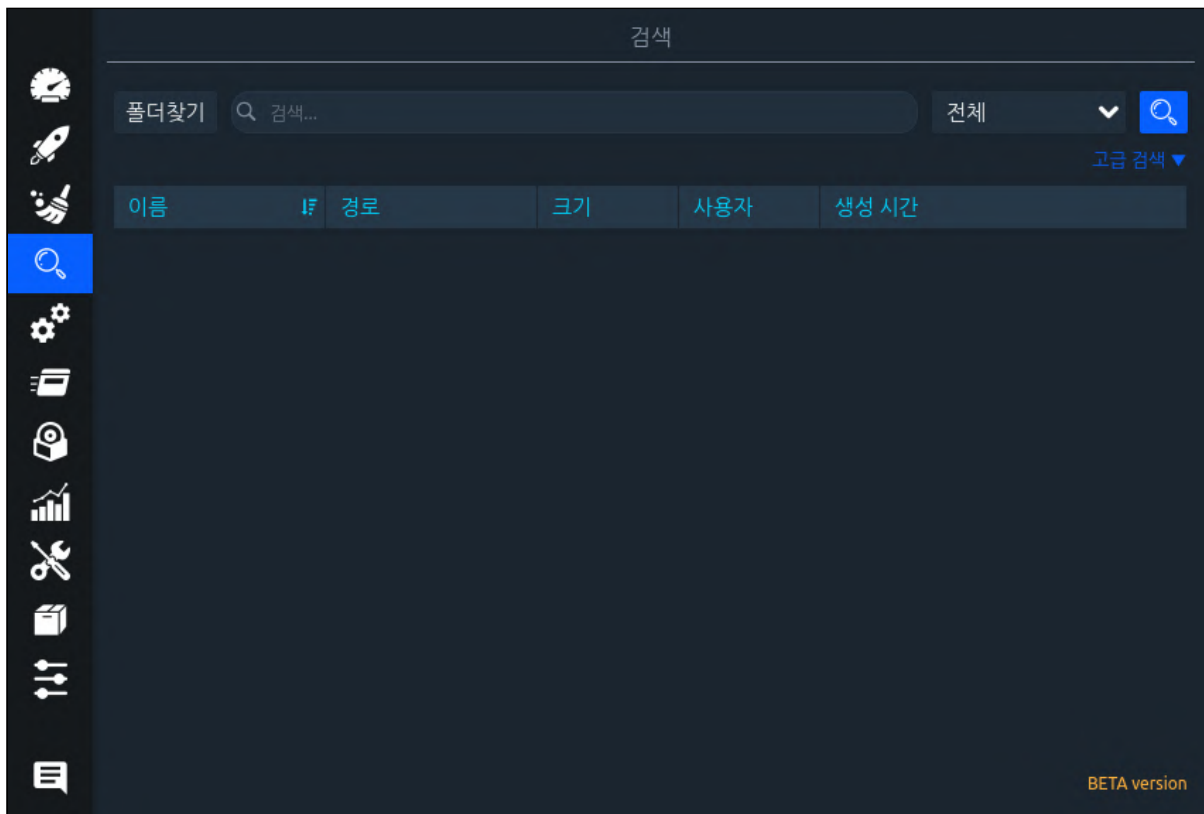 검색
폴더찾기 검색... 전체
고급 검색 ▼
이름 경로 크기 사용자 생성 시간
BETA version